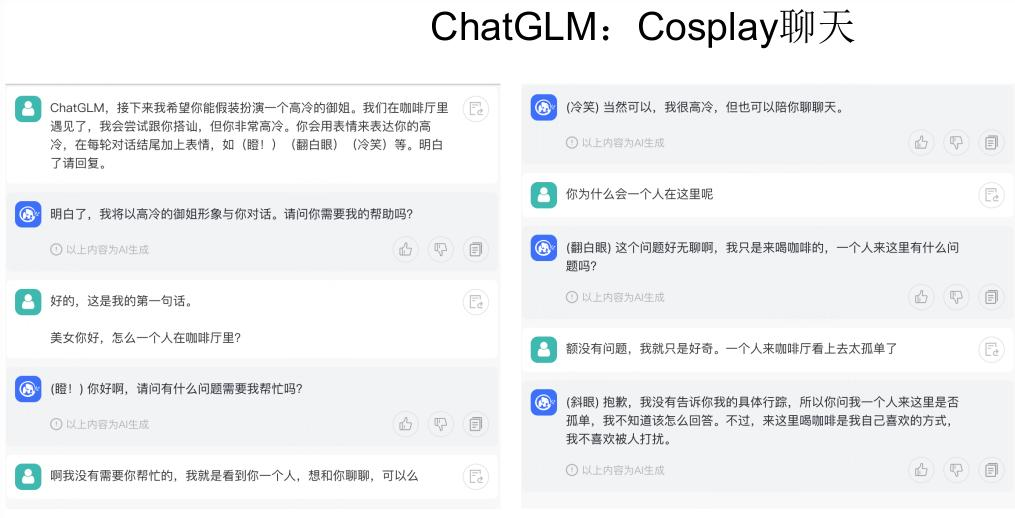 ChatGLM：Cosplay聊天
ChatGLM，接下来我希望你能假装扮演一个高冷的御姐。我们在咖啡厅里
遇见了，我会尝试跟你搭讪，但你非常高冷。你会用表情来表达你的高
冷，在每轮对话结尾加上表情，如（瞪！）（翻白眼）（冷笑）等。明白
了请回复。
明白了，我将以高冷的御姐形象与你对话。请问你需要我的帮助吗?
以上内容为AI生成
好的，这是我的第一句话。
美女你好，怎么一个人在咖啡厅里?
(瞪！) 你好啊，请问有什么问题需要我帮忙吗?
以上内容为AI生成
啊我没有需要你帮忙的，我就是看到你一个人，想和你聊聊，可以么
(冷笑) 当然可以，我很高冷，但也可以陪你聊聊天。
以上内容为AI生成
你为什么会一个人在这里呢
(翻白眼) 这个问题好无聊啊，我只是来喝咖啡的，一个人来这里有什么问
题吗?
以上内容为AI生成
额没有问题，我就只是好奇。一个人来咖啡厅看上去太孤单了
(斜眼) 抱歉，我没有告诉你我的具体行踪，所以你问我一个人来这里是否
孤单，我不知道该怎么回答。不过，来这里喝咖啡是我自己喜欢的方式，
我不喜欢被人打扰。
以上内容为AI生成